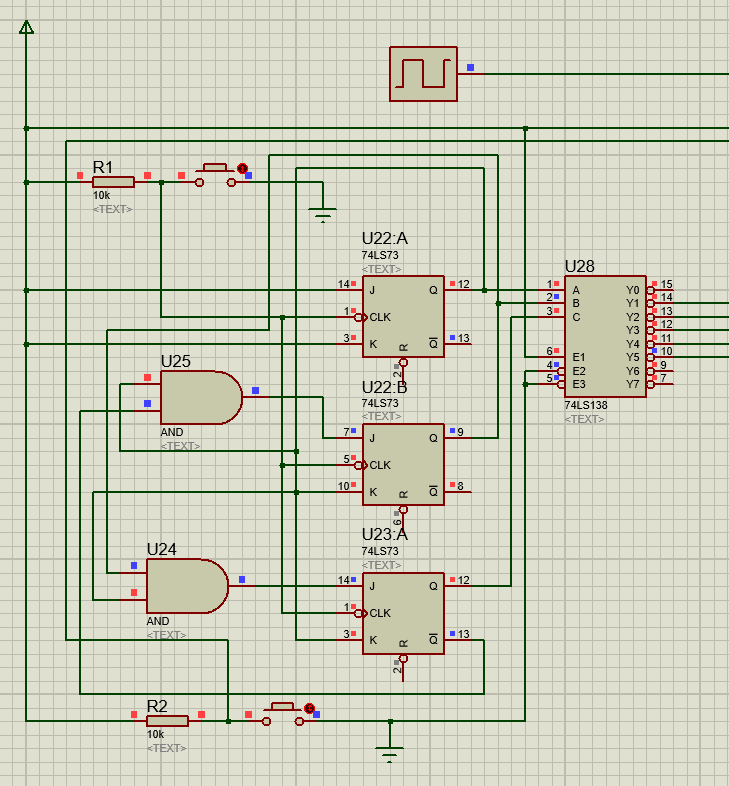 R1
10k
<TEXT>
U22:A
74LS73
<TEXT>
14 J Q 12
1 CLK
3 K Q 13
R
2
U28
1 A Y0 15
2 B Y1 14
3 C Y2 13
Y3 12
Y4 11
6 E1 Y5 10
4 E2 Y6 9
5 E3 Y7 7
74LS138
<TEXT>
U25
AND
<TEXT>
U22:B
74LS73
<TEXT>
7 J Q 9
5 CLK
10 K Q 8
R
6
U24
AND
<TEXT>
U23:A
74LS73
<TEXT>
14 J Q 12
1 CLK
3 K Q 13
R
2
R2
10k
<TEXT>